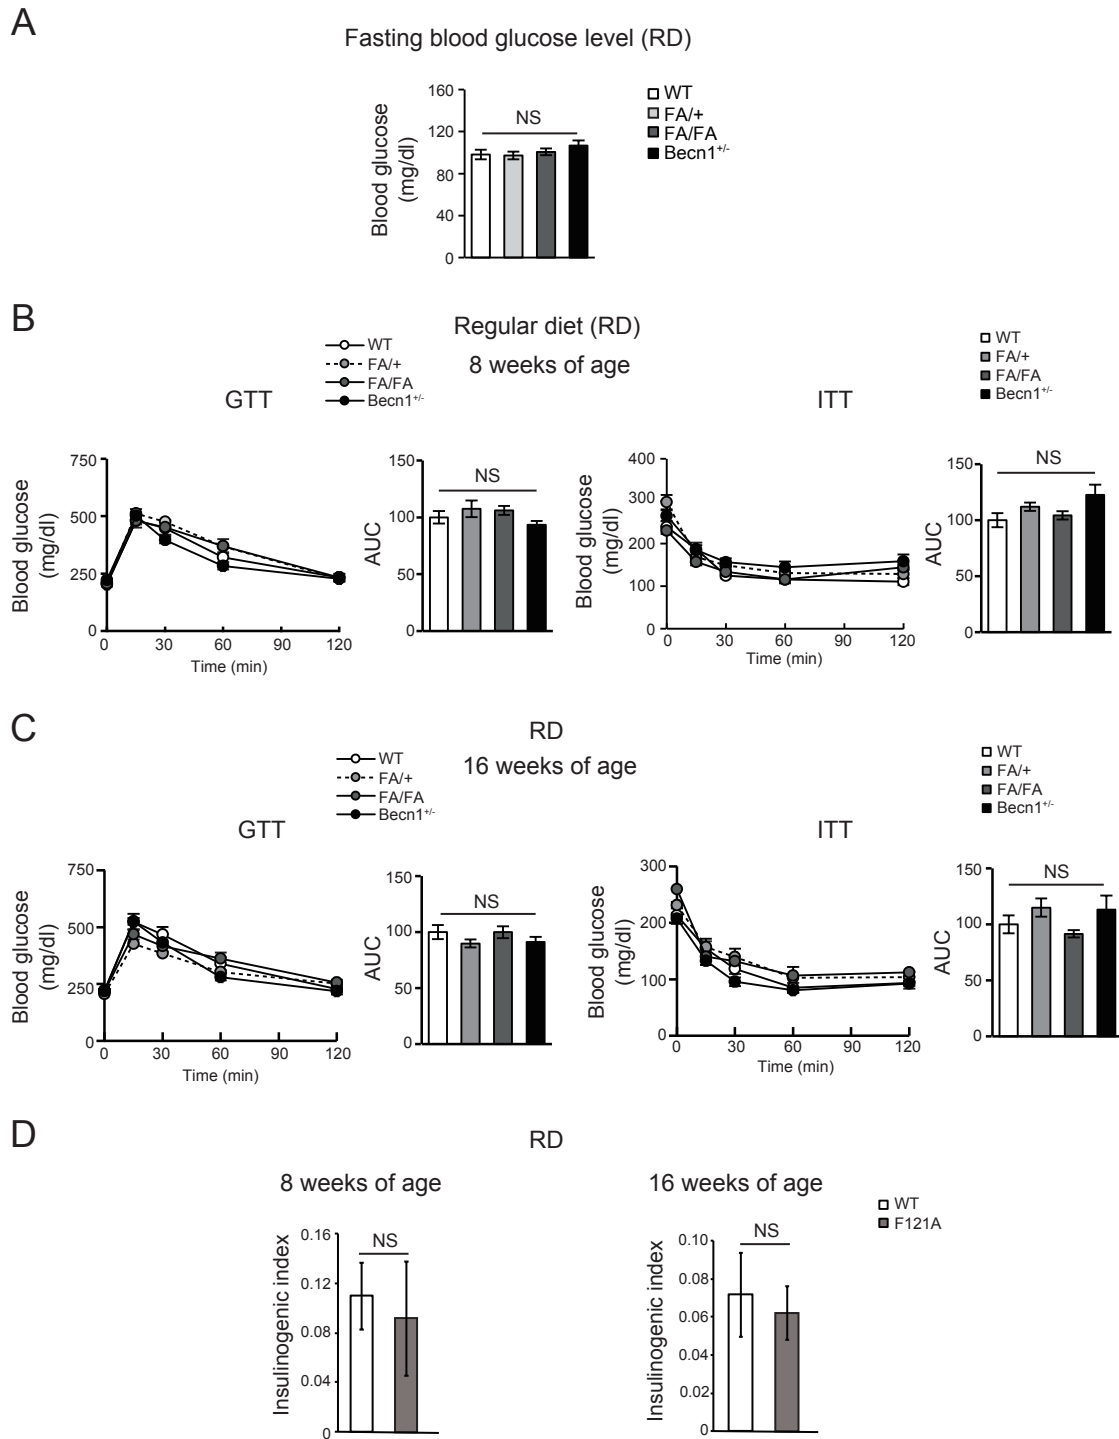 A
Fasting blood glucose level (RD)
Blood glucose
(mg/dl)
160
120
80
40
0
NS
WT
FA/+
FA/FA
Becn1+/-
B
Regular diet (RD)
8 weeks of age
GTT
WT
FA/+
FA/FA
Becn1+/-
ITT
WT
FA/+
FA/FA
Becn1+/-
Blood glucose
(mg/dl)
750
500
250
0
0 30 60 90 120
Time (min)
AUC
150
100
50
0
NS
Blood glucose
(mg/dl)
400
300
200
100
0
0 30 60 90 120
Time (min)
AUC
150
100
50
0
NS
C
RD
16 weeks of age
GTT
WT
FA/+
FA/FA
Becn1+/-
ITT
WT
FA/+
FA/FA
Becn1+/-
Blood glucose
(mg/dl)
750
500
250
0
0 30 60 90 120
Time (min)
AUC
150
100
50
0
NS
Blood glucose
(mg/dl)
300
200
100
0
0 30 60 90 120
Time (min)
AUC
150
100
50
0
NS
D
RD
8 weeks of age
Insulinogenic index
0.16
0.12
0.08
0.04
0
NS
16 weeks of age
Insulinogenic index
0.10
0.08
0.06
0.04
0.02
0
NS
WT
F121A